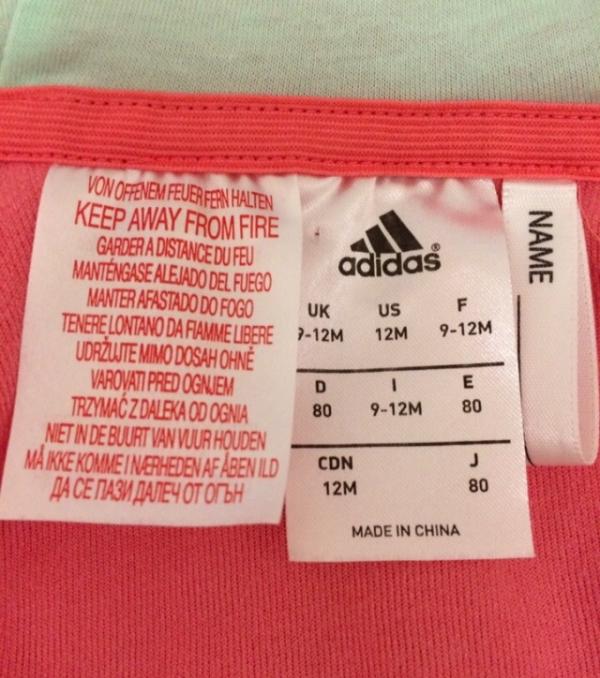 VON OFFENEM FEUER FERN HALTEN
KEEP AWAY FROM FIRE
GARDER A DISTANCE DU FEU
MANTÉNGASE ALEJADO DEL FUEGO
MANTER AFASTADO DO FOGO
TENERE LONTANO DA FIAMME LIBERE
UDRŽUJTE MIMO DOSAH OHNĚ
VAROVATI PRED OGNJEM
TRZYMAĆ Z DALEKA OD OGNIA
NIET IN DE BUURT VAN VUUR HOUDEN
MÅ IKKE KOMME I NÆRHEDEN AF ÅBEN ILD
ДА СЕ ПАЗИ ДАЛЕЧ ОТ ОГЪН
adidas®
UK US F
9-12M 12M 9-12M
D I E
80 9-12M 80
CDN J
12M 80
MADE IN CHINA
NAME